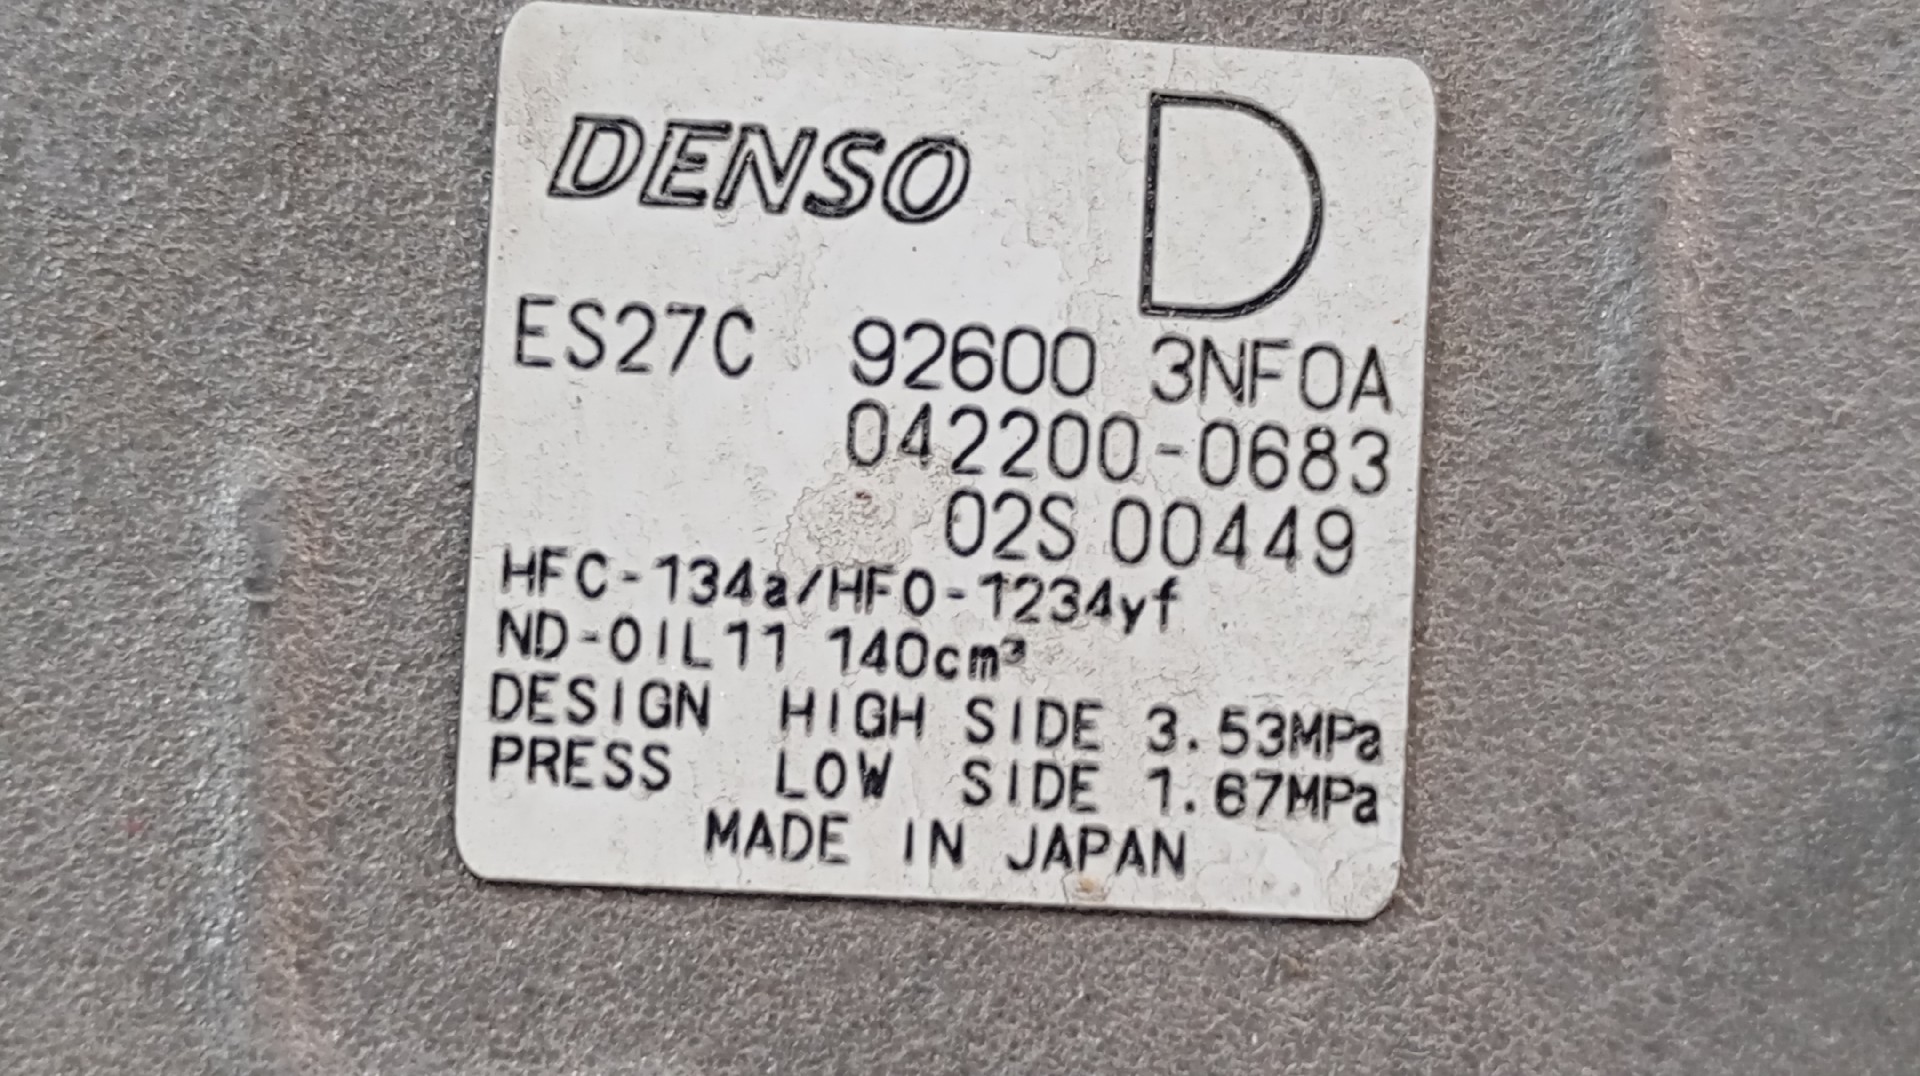 DENSO D
ES27C 92600 3NF0A
042200-0683
02S 00449
HFC-134a/HFO-1234yf
ND-OIL11 140cm³
DESIGN HIGH SIDE 3.53MPa
PRESS LOW SIDE 1.67MPa
MADE IN JAPAN